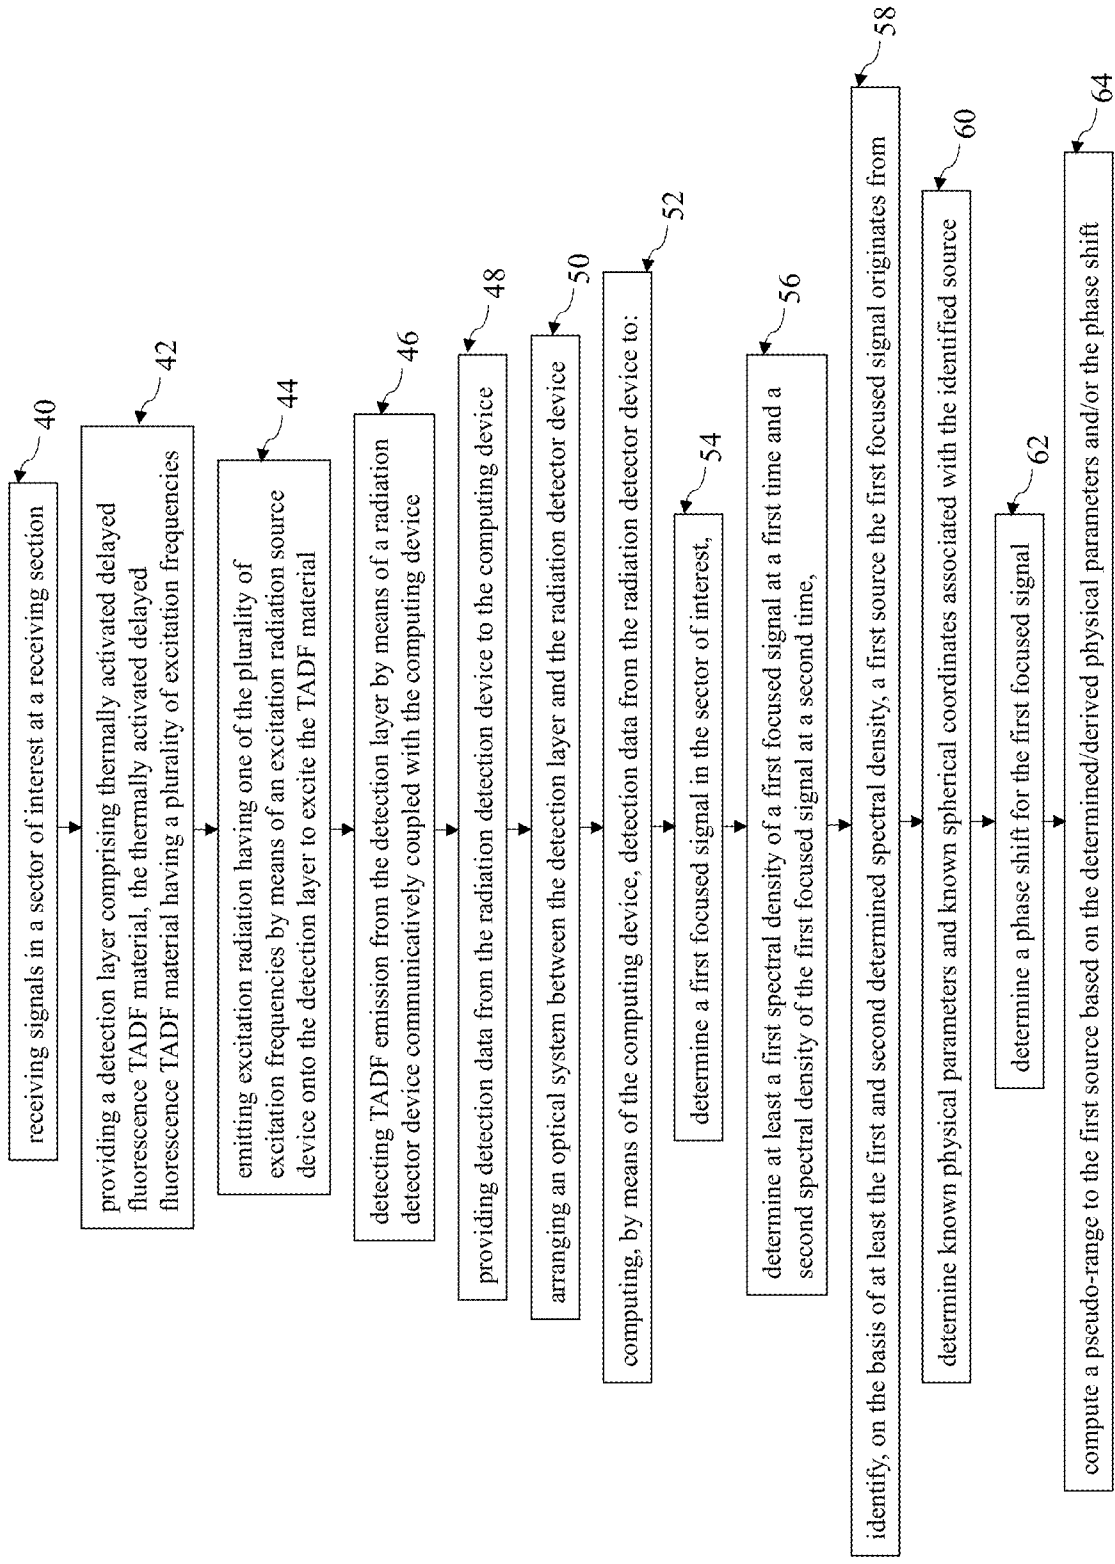 receiving signals in a sector of interest at a receiving section
40
providing a detection layer comprising thermally activated delayed
fluorescence TADF material, the thermally activated delayed
fluorescence TADF material having a plurality of excitation frequencies
42
emitting excitation radiation having one of the plurality of
excitation frequencies by means of an excitation radiation source
device onto the detection layer to excite the TADF material
44
detecting TADF emission from the detection layer by means of a radiation
detector device communicatively coupled with the computing device
46
providing detection data from the radiation detection device to the computing device
48
arranging an optical system between the detection layer and the radiation detector device
50
computing, by means of the computing device, detection data from the radiation detector device to:
52
determine a first focused signal in the sector of interest,
54
determine at least a first spectral density of a first focused signal at a first time and a
second spectral density of the first focused signal at a second time,
56
identify, on the basis of at least the first and second determined spectral density, a first source the first focused signal originates from
58
determine known physical parameters and known spherical coordinates associated with the identified source
60
determine a phase shift for the first focused signal
62
compute a pseudo-range to the first source based on the determined/derived physical parameters and/or the phase shift
64